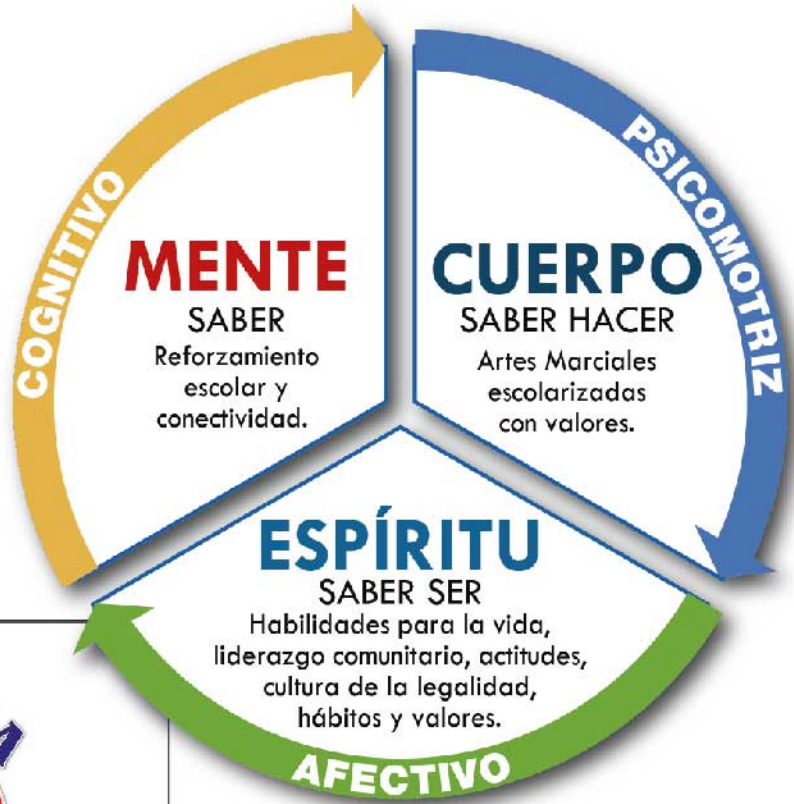 COGNITIVO
MENTE
SABER
Reforzamiento
escolar y
conectividad.
PSICOMOTRIZ
CUERPO
SABER HACER
Artes Marciales
escolarizadas
con valores.
ESPÍRITU
SABER SER
Habilidades para la vida,
liderazgo comunitario, actitudes,
cultura de la legalidad,
hábitos y valores.
AFECTIVO